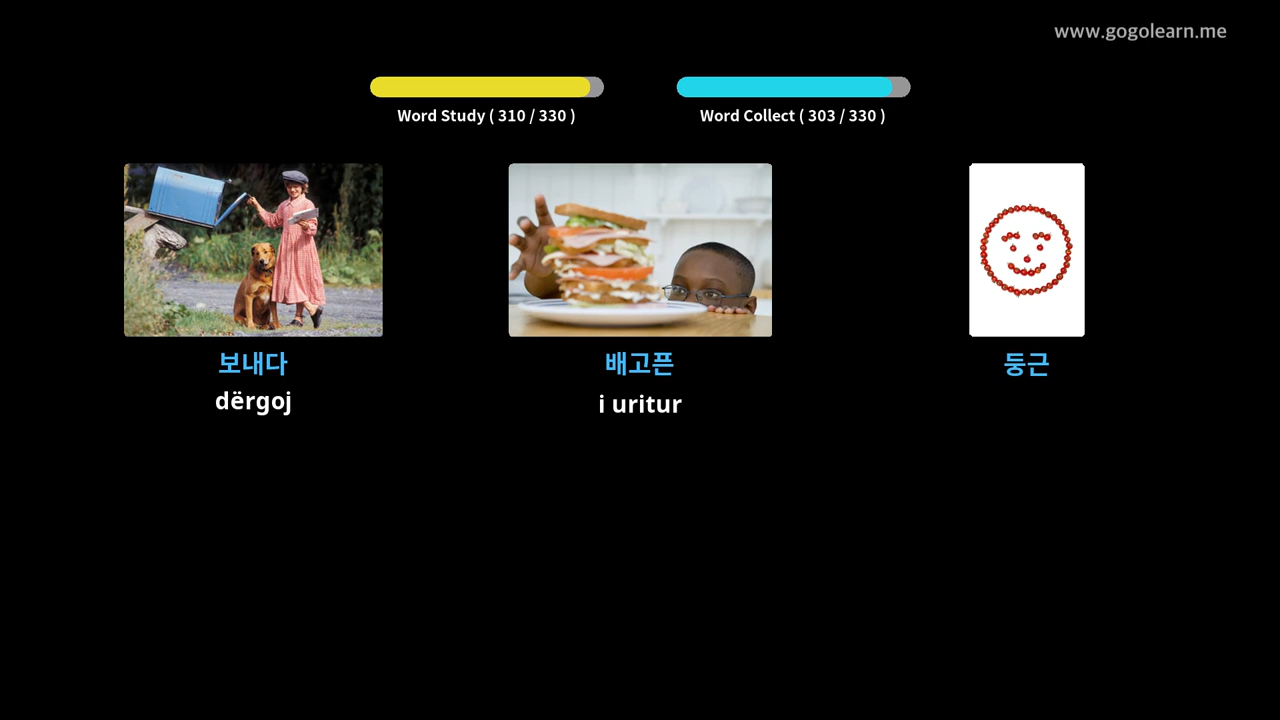 www.gogolearn.me
Word Study ( 310 / 330 )
Word Collect ( 303 / 330 )
보내다
dërgoj
배고픈
i uritur
둥근